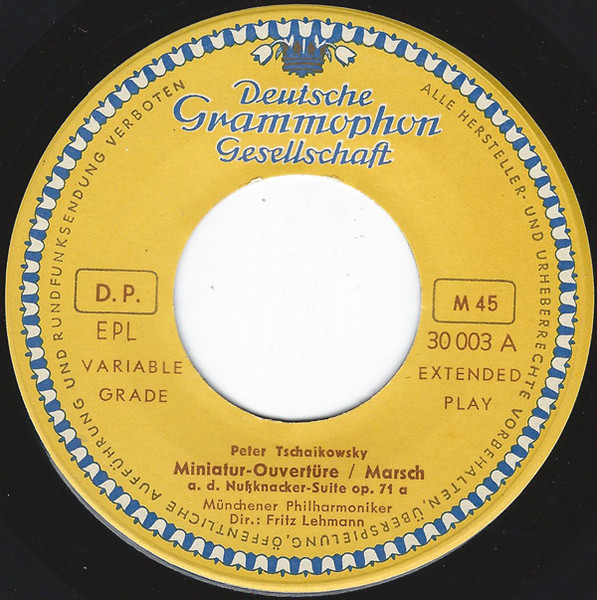 Deutsche
Grammophon
Gesellschaft
ALLE HERSTELLER- UND URHEBERRECHTE VORBEHALTEN, ÜBERSPIELUNG, ÖFFENTLICHE AUFFÜHRUNG UND RUNDFUNKSENDUNG VERBOTEN
D.P.
EPL
VARIABLE
GRADE
M 45
30 003 A
EXTENDED
PLAY
Peter Tschaikowsky
Miniatur-Ouvertüre / Marsch
a. d. Nußknacker-Suite op. 71 a
Münchener Philharmoniker
Dir.: Fritz Lehmann